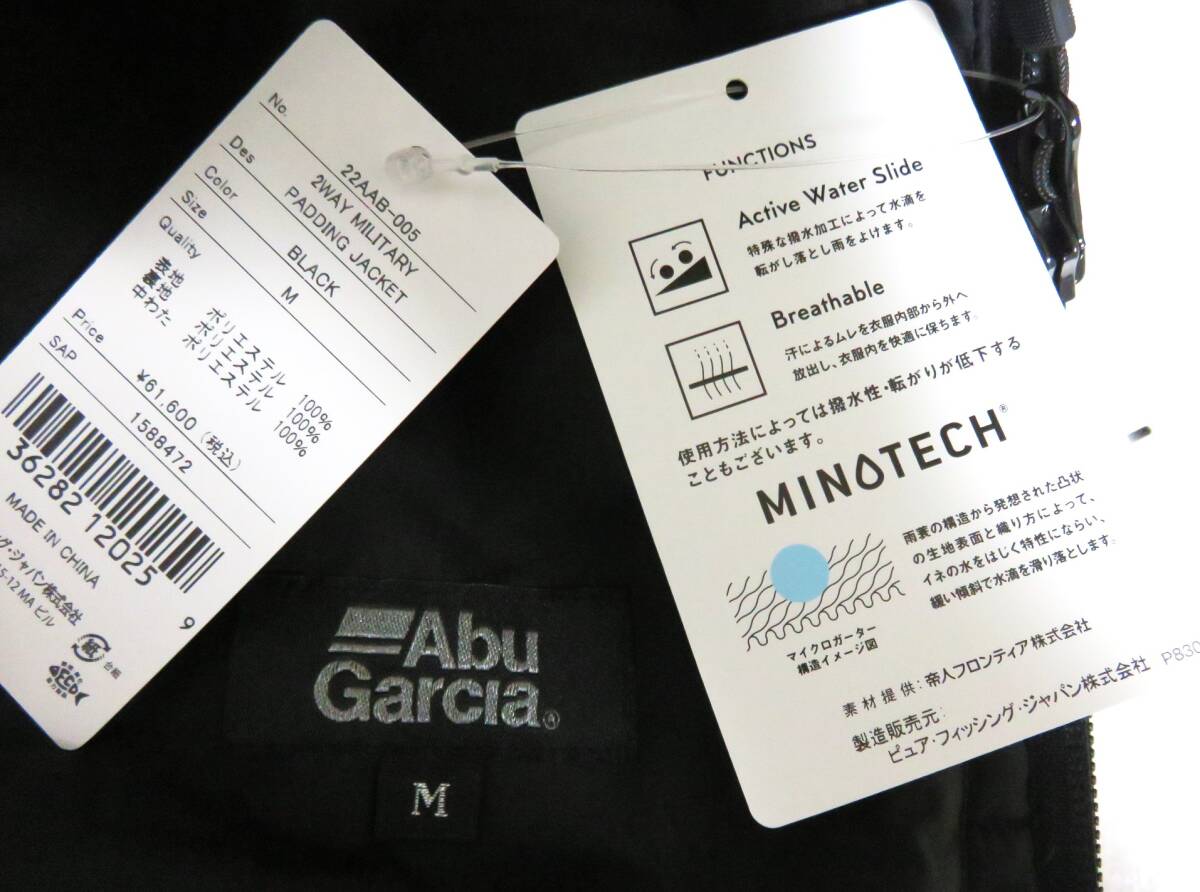 No.
22AAB-005
Des
2WAY MILITARY
PADDING JACKET
Color
BLACK
Size
M
Quality
表地 ポリエステル 100%
裏地 ポリエステル 100%
中わた ポリエステル 100%
Price
¥61,600 (税込)
SAP
1588472
36282 12025
9
MADE IN CHINA
グ・ジャパン株式会社
5-12 MA ビル
紙
台紙
FUNCTIONS
Active Water Slide
特殊な撥水加工によって水滴を
転がし落とし雨をよけます。
Breathable
汗によるムレを衣服内部から外へ
放出し、衣服内を快適に保ちます。
使用方法によっては撥水性・転がりが低下する
こともございます。
MINOTECH®
雨蓑の構造から発想された凸状
の生地表面と織り方によって、
イネの水をはじく特性にならい、
緩い傾斜で水滴を滑り落とします。
マイクロガーター
構造イメージ図
素材提供:帝人フロンティア株式会社
製造販売元:
ピュア・フィッシング・ジャパン株式会社 P830
Abu
Garcia®
M